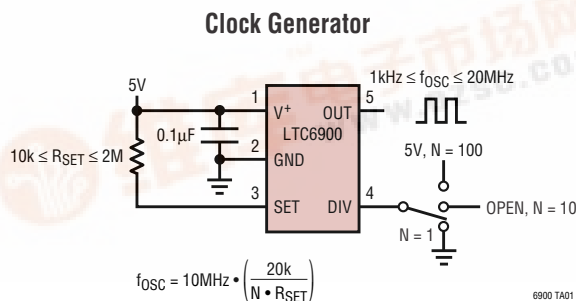 Clock Generator
5V
1kHz ≤ fOSC ≤ 20MHz
1
V+
OUT
5
LTC6900
0.1µF
10k ≤ RSET ≤ 2M
2
GND
5V, N = 100
3
SET
DIV
4
OPEN, N = 10
N = 1
fOSC = 10MHz • (20k / N • RSET)
6900 TA01